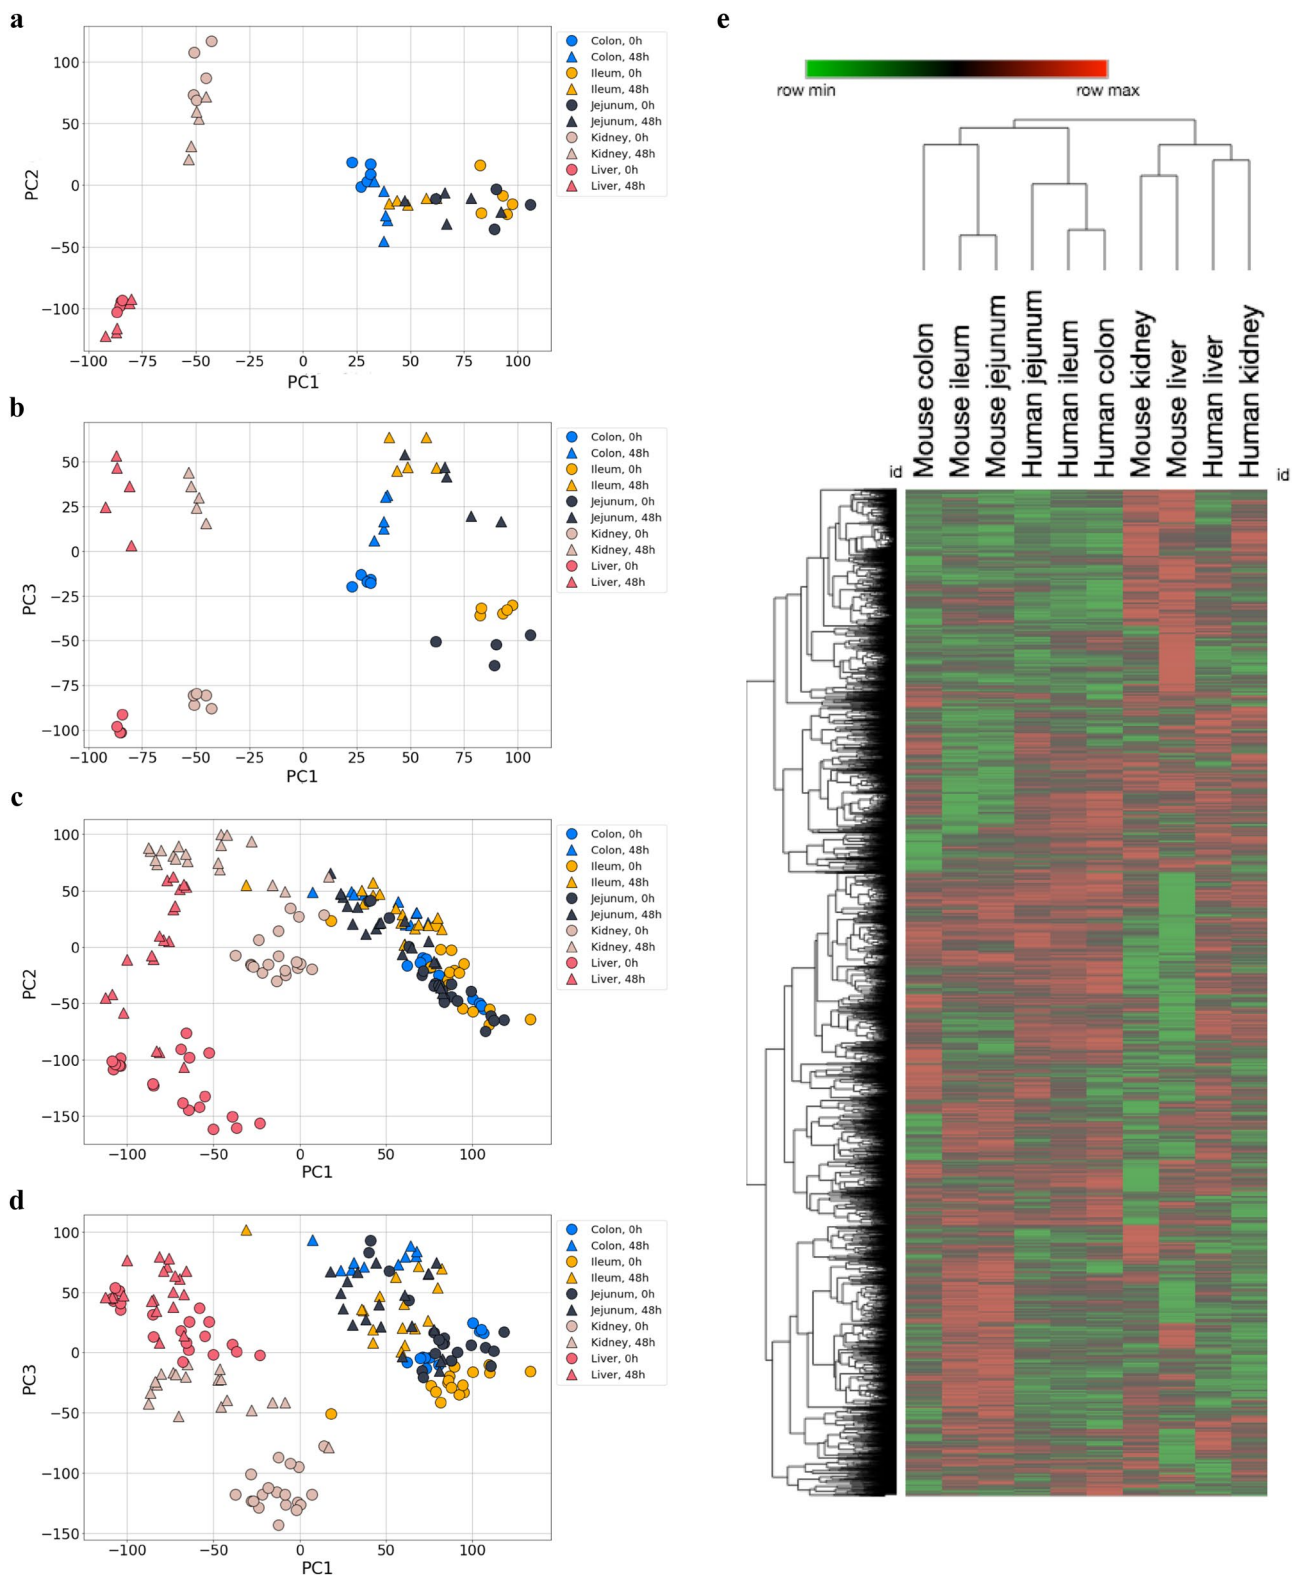 a
100
50
0
−50
−100
PC2
−100 −75 −50 −25 0 25 50 75 100
PC1
Colon, 0h
Colon, 48h
Ileum, 0h
Ileum, 48h
Jejunum, 0h
Jejunum, 48h
Kidney, 0h
Kidney, 48h
Liver, 0h
Liver, 48h
b
50
25
0
−25
−50
−75
−100
PC3
−100 −75 −50 −25 0 25 50 75 100
PC1
Colon, 0h
Colon, 48h
Ileum, 0h
Ileum, 48h
Jejunum, 0h
Jejunum, 48h
Kidney, 0h
Kidney, 48h
Liver, 0h
Liver, 48h
c
100
50
0
−50
−100
−150
PC2
−100 −50 0 50 100
PC1
Colon, 0h
Colon, 48h
Ileum, 0h
Ileum, 48h
Jejunum, 0h
Jejunum, 48h
Kidney, 0h
Kidney, 48h
Liver, 0h
Liver, 48h
d
100
50
0
−50
−100
−150
PC3
−100 −50 0 50 100
PC1
Colon, 0h
Colon, 48h
Ileum, 0h
Ileum, 48h
Jejunum, 0h
Jejunum, 48h
Kidney, 0h
Kidney, 48h
Liver, 0h
Liver, 48h
e
row min row max
id
Mouse colon
Mouse ileum
Mouse jejunum
Human jejunum
Human ileum
Human colon
Mouse kidney
Mouse liver
Human liver
Human kidney
id